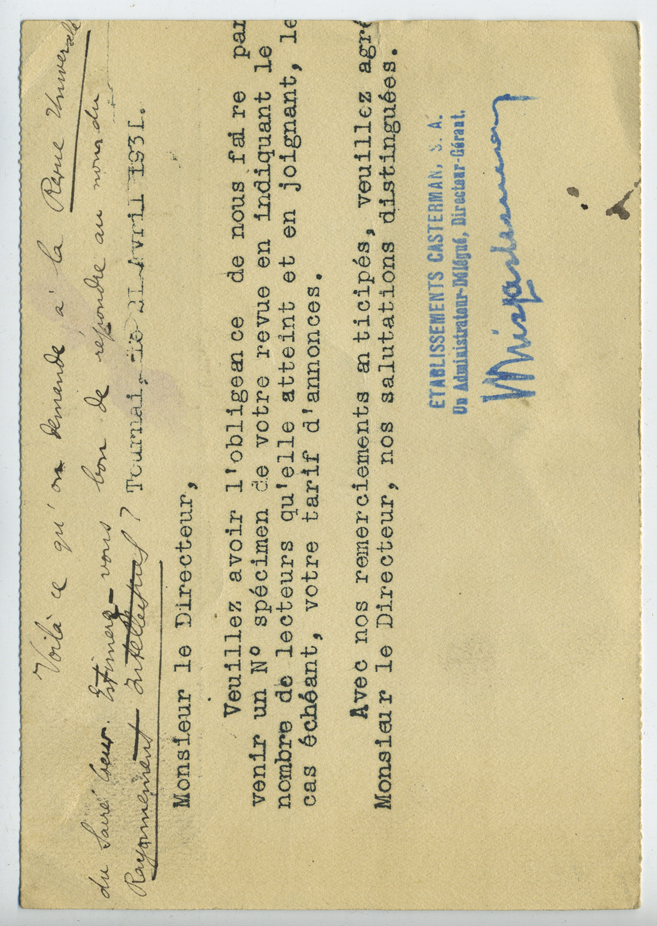 Voilà ce qu'on demande à la Revue Universelle
du Sacré Coeur. Estimez-vous bon de répondre au nom du
Rayonnement Intellectuel ?
Tournai, le 21 Avril 1931.
Monsieur le Directeur,
Veuillez avoir l'obligeance de nous faire par
venir un N° spécimen de votre revue en indiquant le
nombre de lecteurs qu'elle atteint et en joignant, le
cas échéant, votre tarif d'annonces.
Avec nos remerciements anticipés, veuillez agré
Monsieur le Directeur, nos salutations distinguées.
ETABLISSEMENTS CASTERMAN, S. A.
Un Administrateur-Délégué, Directeur-Gérant.